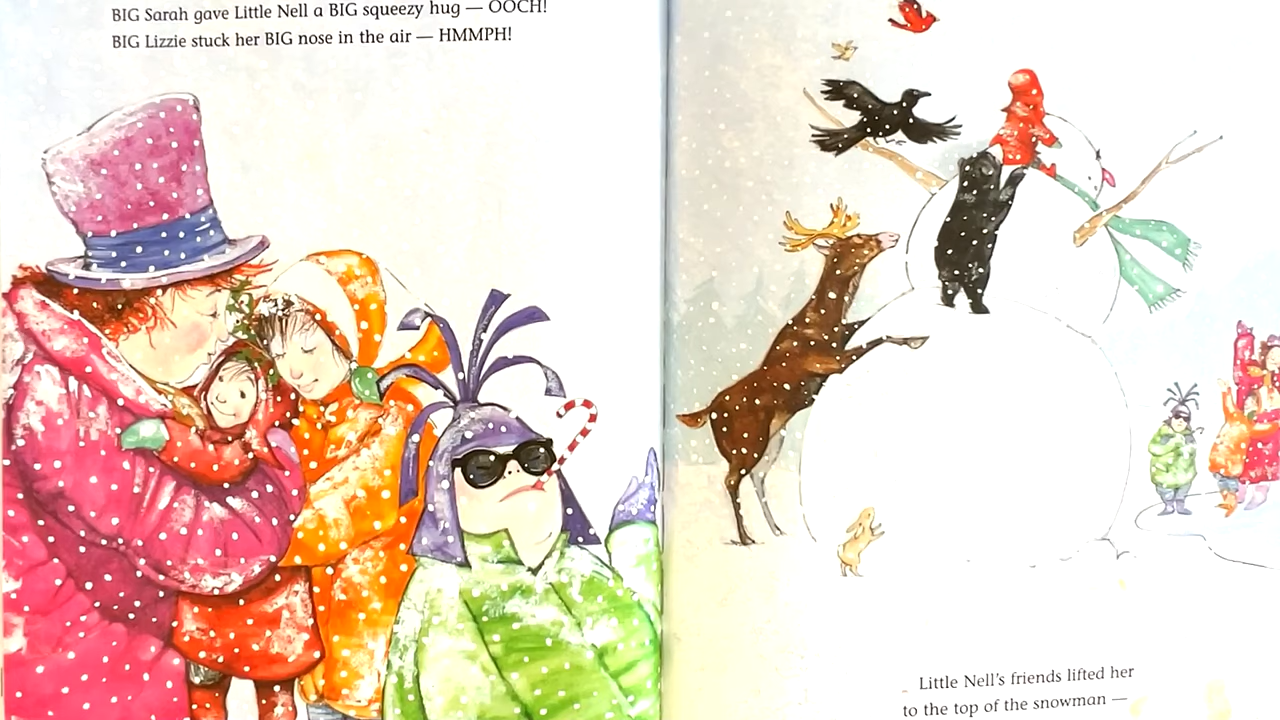 BIG Sarah gave Little Nell a BIG squeezy hug — OOCH!
BIG Lizzie stuck her BIG nose in the air — HMMPH!
Little Nell's friends lifted her
to the top of the snowman —